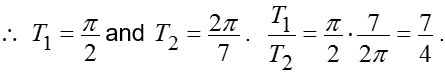 ∴ T₁ = π/2 and T₂ = 2π/7 . T₁/T₂ = π/2 · 7/2π = 7/4 .